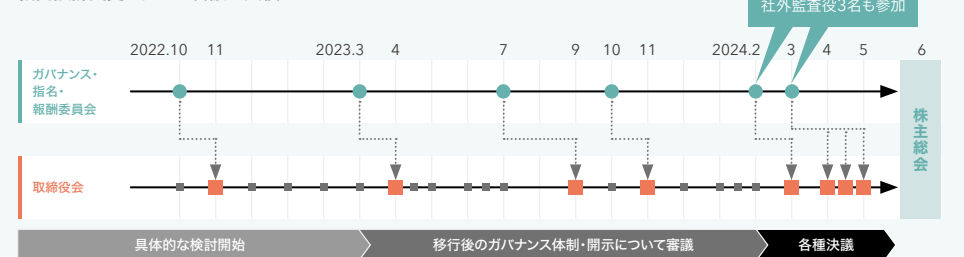 社外監査役3名も参加
2022.10 11 2023.3 4 7 9 10 11 2024.2 3 4 5 6
ガバナンス・
指名・
報酬委員会
株主総会
取締役会
具体的な検討開始 移行後のガバナンス体制・開示について審議 各種決議